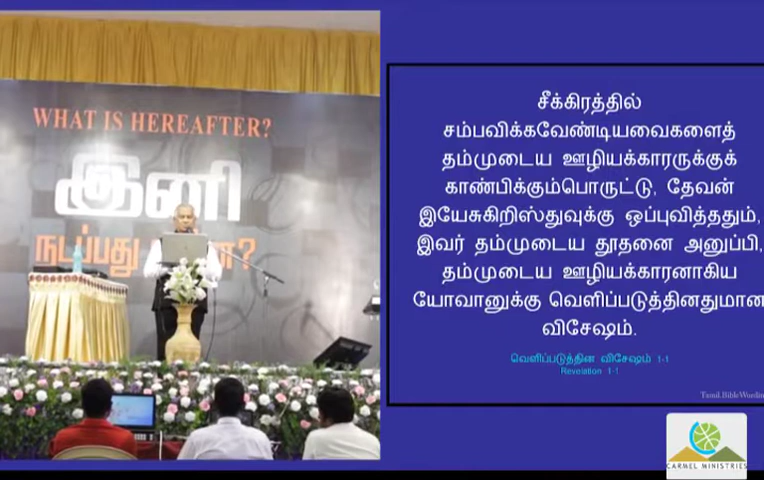 WHAT IS HEREAFTER?
இனி
நடப்பது
சீக்கிரத்தில்
சம்பவிக்கவேண்டியவைகளைத்
தம்முடைய ஊழியக்காரருக்குக்
காண்பிக்கும்பொருட்டு, தேவன்
இயேசுகிறிஸ்துவுக்கு ஒப்புவித்ததும்,
இவர் தம்முடைய தூதனை அனுப்பி,
தம்முடைய ஊழியக்காரனாகிய
யோவானுக்கு வெளிப்படுத்தினதுமான
விசேஷம்.
வெளிப்படுத்தின விசேஷம் 1-1
Revelation 1-1
CARMEL MINISTRIES